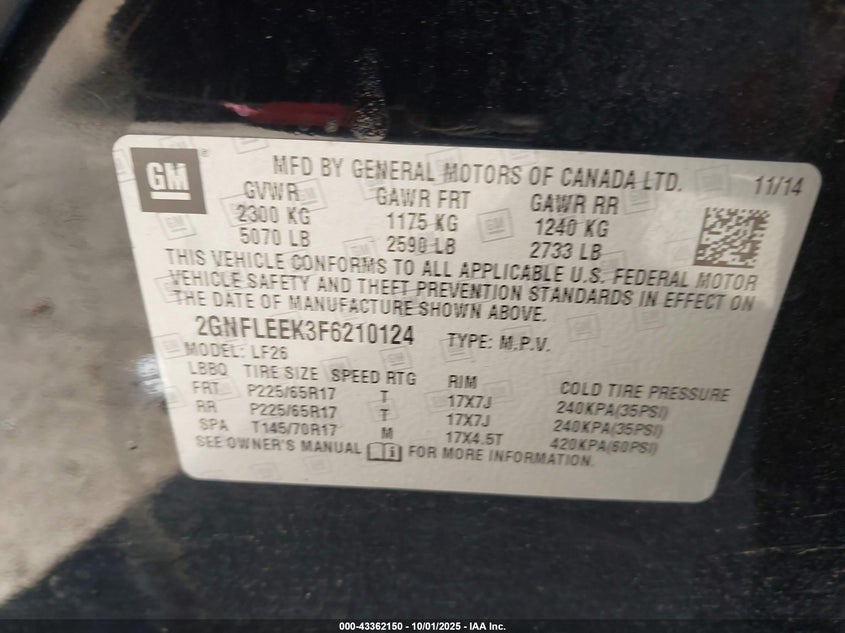 GM
MFD BY GENERAL MOTORS OF CANADA LTD.
11/14
GVWR GAWR FRT GAWR RR
2300 KG 1175 KG 1240 KG
5070 LB 2590 LB 2733 LB
THIS VEHICLE CONFORMS TO ALL APPLICABLE U.S. FEDERAL MOTOR
VEHICLE SAFETY AND THEFT PREVENTION STANDARDS IN EFFECT ON
THE DATE OF MANUFACTURE SHOWN ABOVE.
2GNFLEEK3F6210124 TYPE: M.P.V.
MODEL: LF26
LBBQ TIRE SIZE SPEED RTG RIM COLD TIRE PRESSURE
FRT P225/65R17 T 17X7J 240KPA(35PSI)
RR P225/65R17 T 17X7J 240KPA(35PSI)
SPA T145/70R17 M 17X4.5T 420KPA(60PSI)
SEE OWNER'S MANUAL FOR MORE INFORMATION.
000-43362150 - 10/01/2025 - IAA Inc.